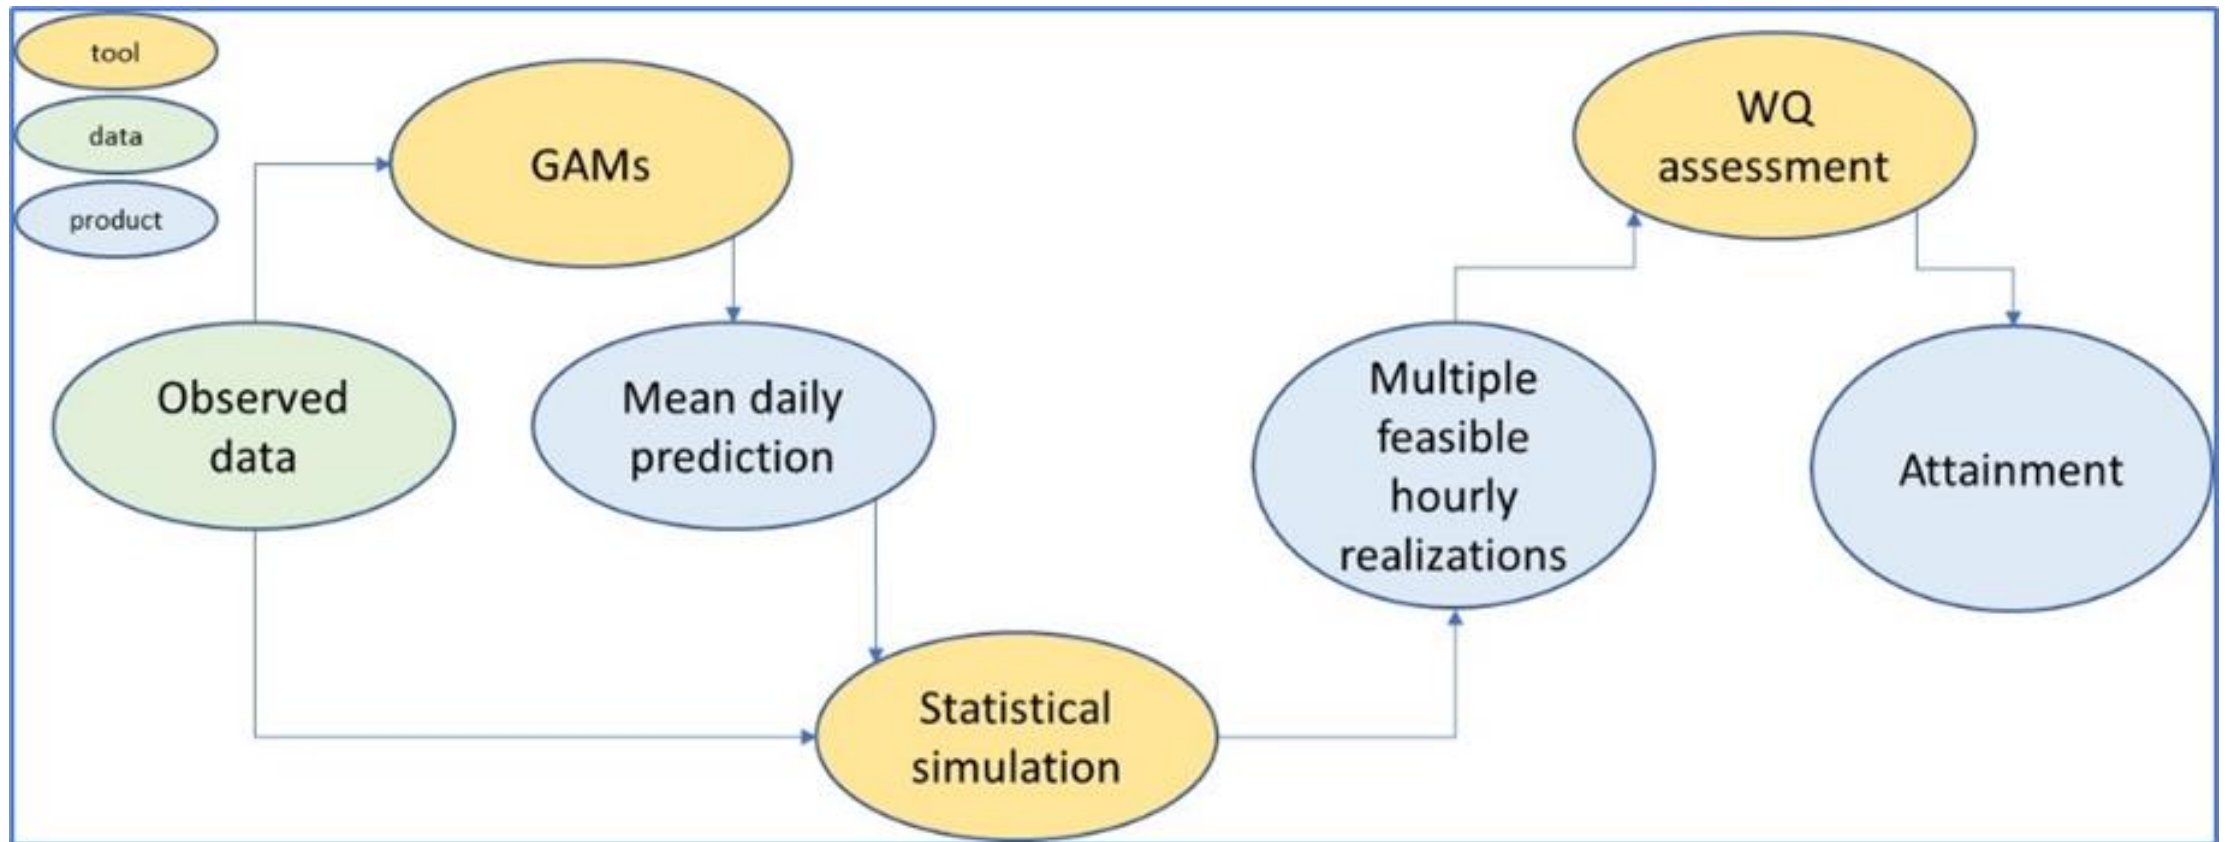 tool
data
product
GAMs
WQ
assessment
Observed
data
Mean daily
prediction
Multiple
feasible
hourly
realizations
Attainment
Statistical
simulation